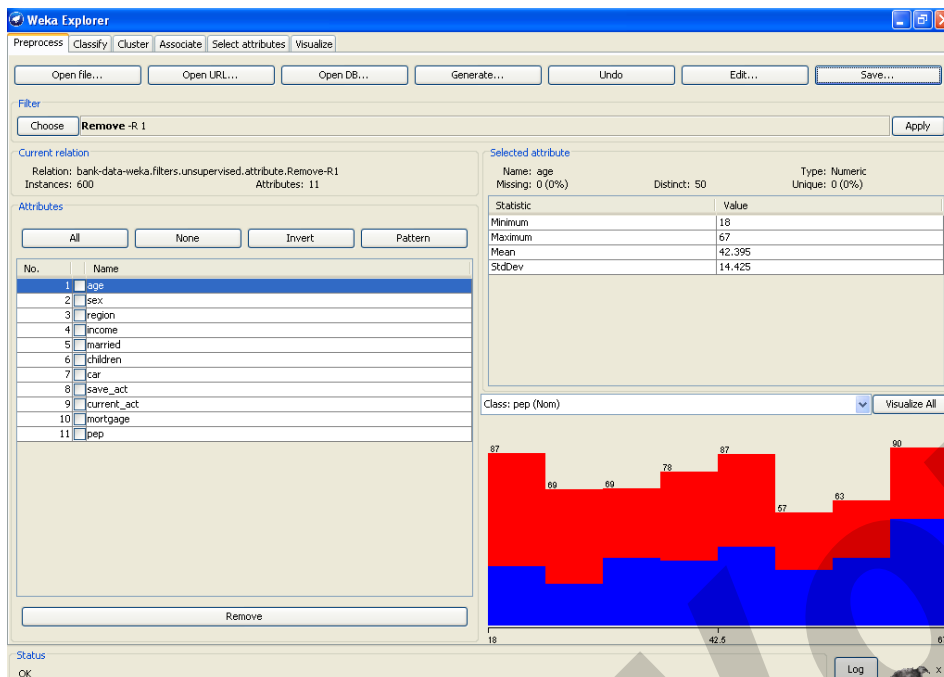 Weka Explorer
Preprocess Classify Cluster Associate Select attributes Visualize
Open file... Open URL... Open DB... Generate... Undo Edit... Save...
Filter
Choose Remove -R 1 Apply
Current relation
Relation: bank-data-weka.filters.unsupervised.attribute.Remove-R1
Instances: 600 Attributes: 11
Attributes
All None Invert Pattern
No. Name
1 age
2 sex
3 region
4 income
5 married
6 children
7 car
8 save_act
9 current_act
10 mortgage
11 pep
Remove
Selected attribute
Name: age Type: Numeric
Missing: 0 (0%) Distinct: 50 Unique: 0 (0%)
Statistic Value
Minimum 18
Maximum 67
Mean 42.395
StdDev 14.425
Class: pep (Nom) Visualize All
87 69 69 78 87 57 63 90
18 42.5
Status
OK Log x